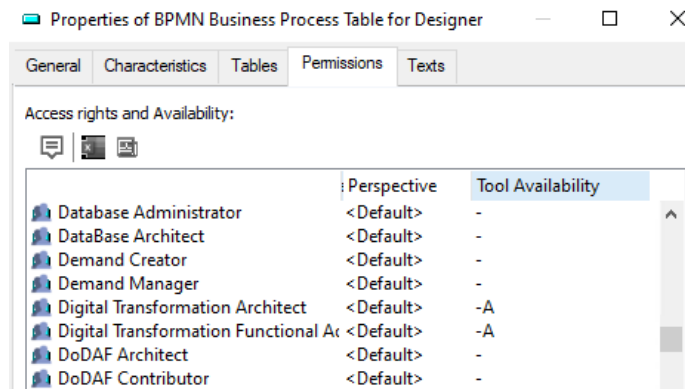 Properties of BPMN Business Process Table for Designer
General Characteristics Tables Permissions Texts
Access rights and Availability:
Perspective Tool Availability
Database Administrator <Default> -
DataBase Architect <Default> -
Demand Creator <Default> -
Demand Manager <Default> -
Digital Transformation Architect <Default> -A
Digital Transformation Functional Ac <Default> -A
DoDAF Architect <Default> -
DoDAF Contributor <Default> -